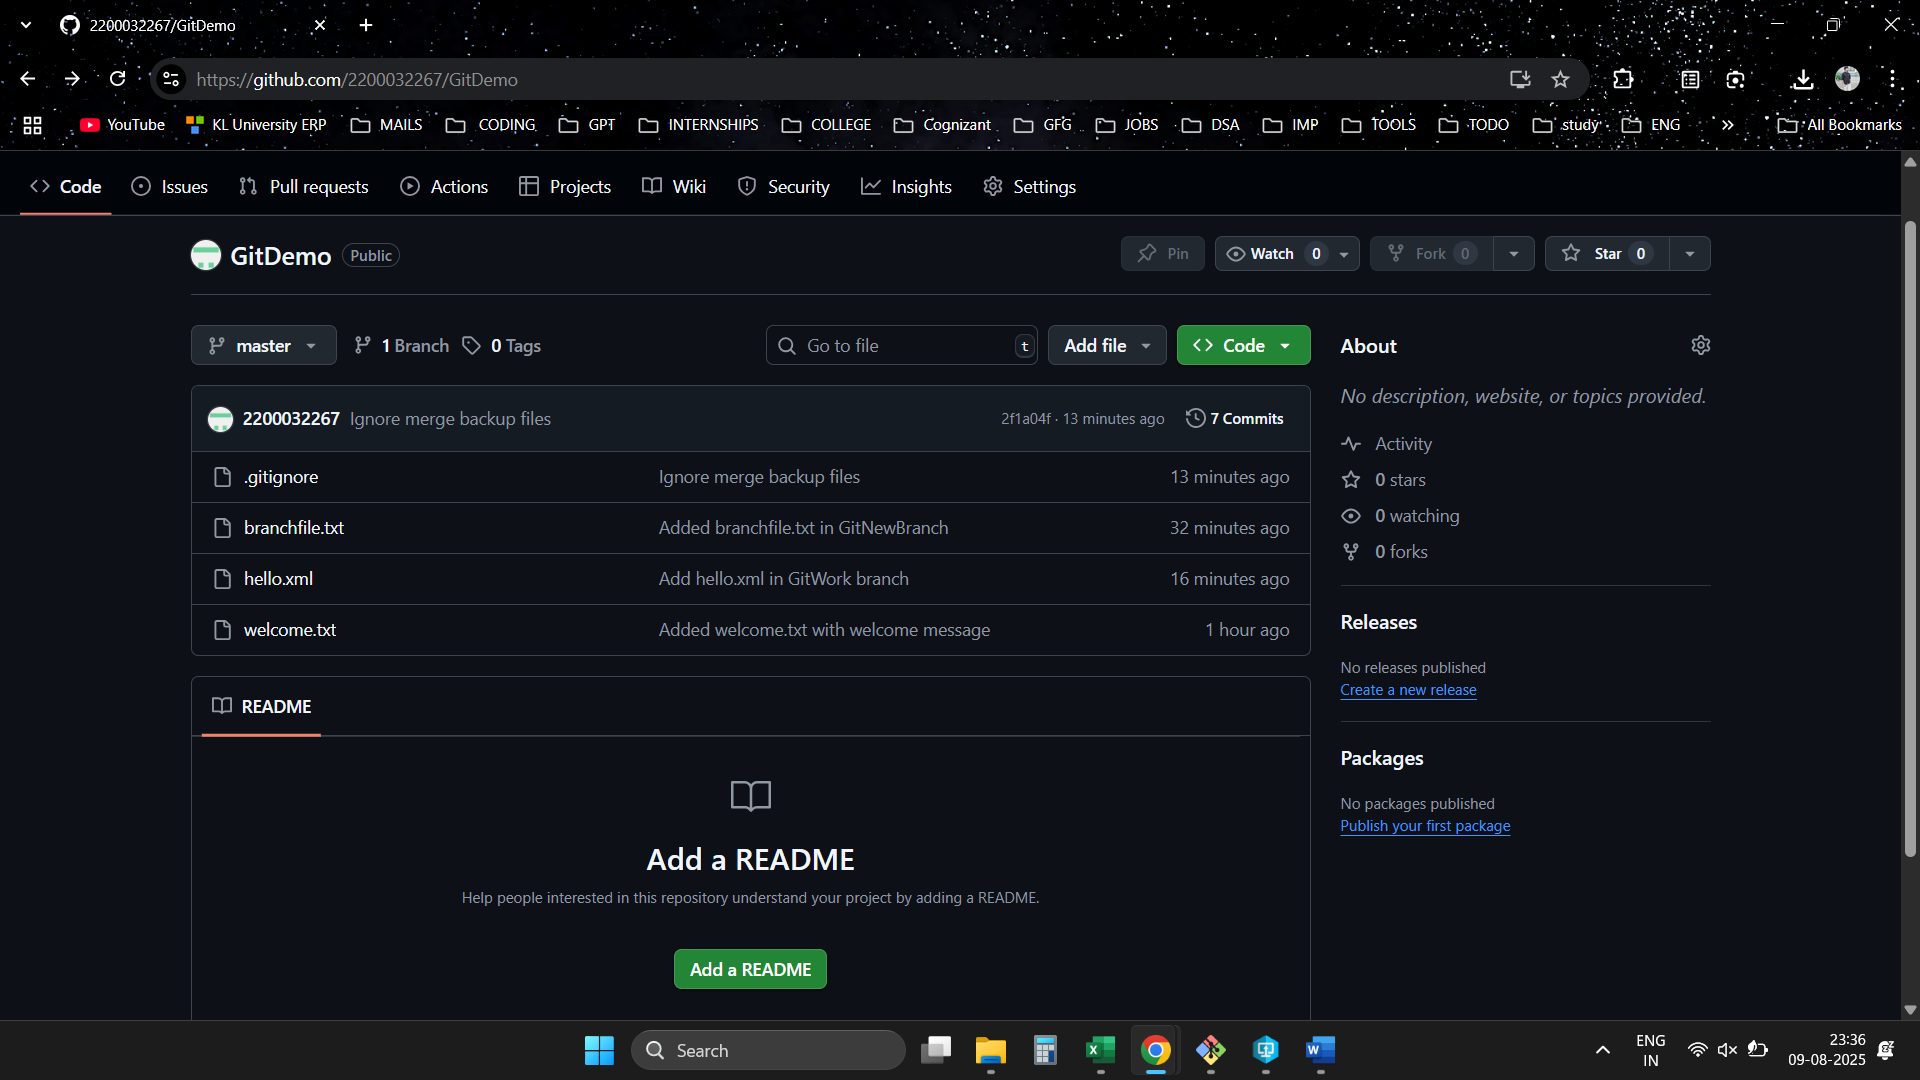 2200032267/GitDemo
https://github.com/2200032267/GitDemo
YouTube KL University ERP MAILS CODING GPT INTERNSHIPS COLLEGE Cognizant GFG JOBS DSA IMP TOOLS TODO study ENG » All Bookmarks
Code Issues Pull requests Actions Projects Wiki Security Insights Settings
GitDemo Public Pin Watch 0 Fork 0 Star 0
master 1 Branch 0 Tags Go to file t Add file Code
2200032267 Ignore merge backup files 2f1a04f · 13 minutes ago 7 Commits
.gitignore Ignore merge backup files 13 minutes ago
branchfile.txt Added branchfile.txt in GitNewBranch 32 minutes ago
hello.xml Add hello.xml in GitWork branch 16 minutes ago
welcome.txt Added welcome.txt with welcome message 1 hour ago
README
Add a README
Help people interested in this repository understand your project by adding a README.
Add a README
About
No description, website, or topics provided.
Activity
0 stars
0 watching
0 forks
Releases
No releases published
Create a new release
Packages
No packages published
Publish your first package
Search
ENG
IN
23:36
09-08-2025